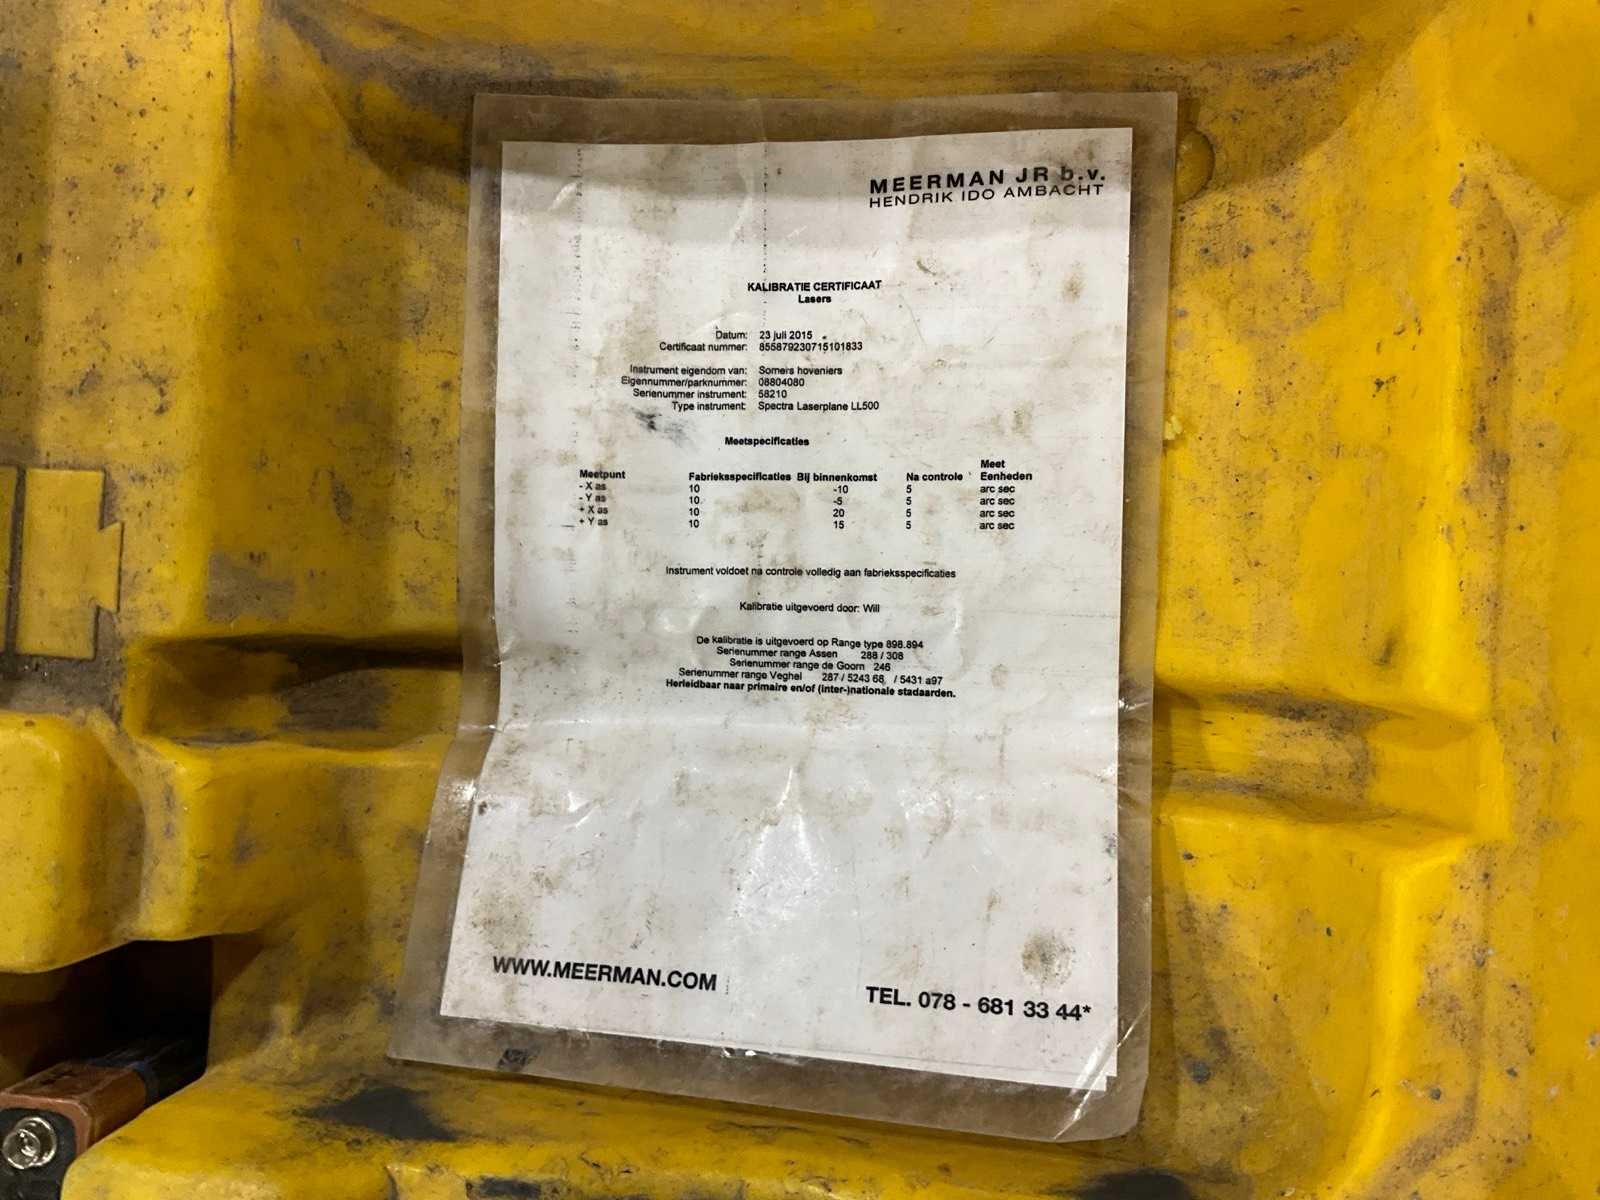 MEERMAN JR b.v.
HENDRIK IDO AMBACHT
KALIBRATIE CERTIFICAAT
Lasers
Datum: 23 juli 2015
Certificaat nummer: 855879230715101833
Instrument eigendom van: Somers hoveniers
Eigennummer/parknummer: 08804080
Serienummer instrument: 58210
Type instrument: Spectra Laserplane LL500
Meetspecificaties
Meetpunt Fabrieksspecificaties Bij binnenkomst Na controle Meet Eenheden
- X as 10 -10 5 arc sec
- Y as 10 -5 5 arc sec
+ X as 10 20 5 arc sec
+ Y as 10 15 5 arc sec
Instrument voldoet na controle volledig aan fabrieksspecificaties
Kalibratie uitgevoerd door: Will
De kalibratie is uitgevoerd op Range type 898.894
Serienummer range Assen 288 / 308
Serienummer range de Goorn 246
Serienummer range Veghel 287 / 5243 68 / 5431 a97
Herleidbaar naar primaire en/of (inter-)nationale stadaarden.
WWW.MEERMAN.COM
TEL. 078 - 681 33 44*